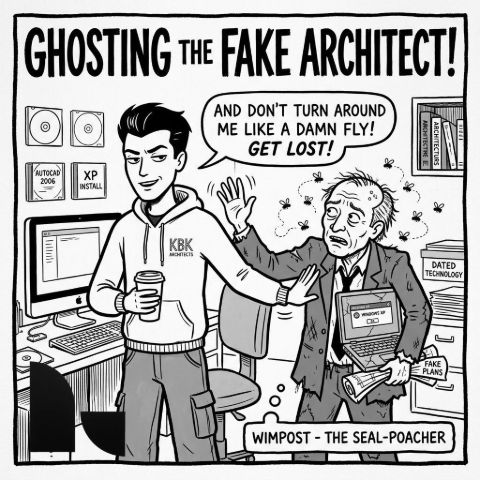 GHOSTING THE FAKE ARCHITECT!
AND DON'T TURN AROUND
ME LIKE A DAMN FLY!
GET LOST!
AUTOCAD
2006
XP
INSTALL
KBK
ARCHITECTS
DATED
TECHNOLOGY
WINDOWS XP
FAKE
PLANS
WIMPOST - THE SEAL-POACHER